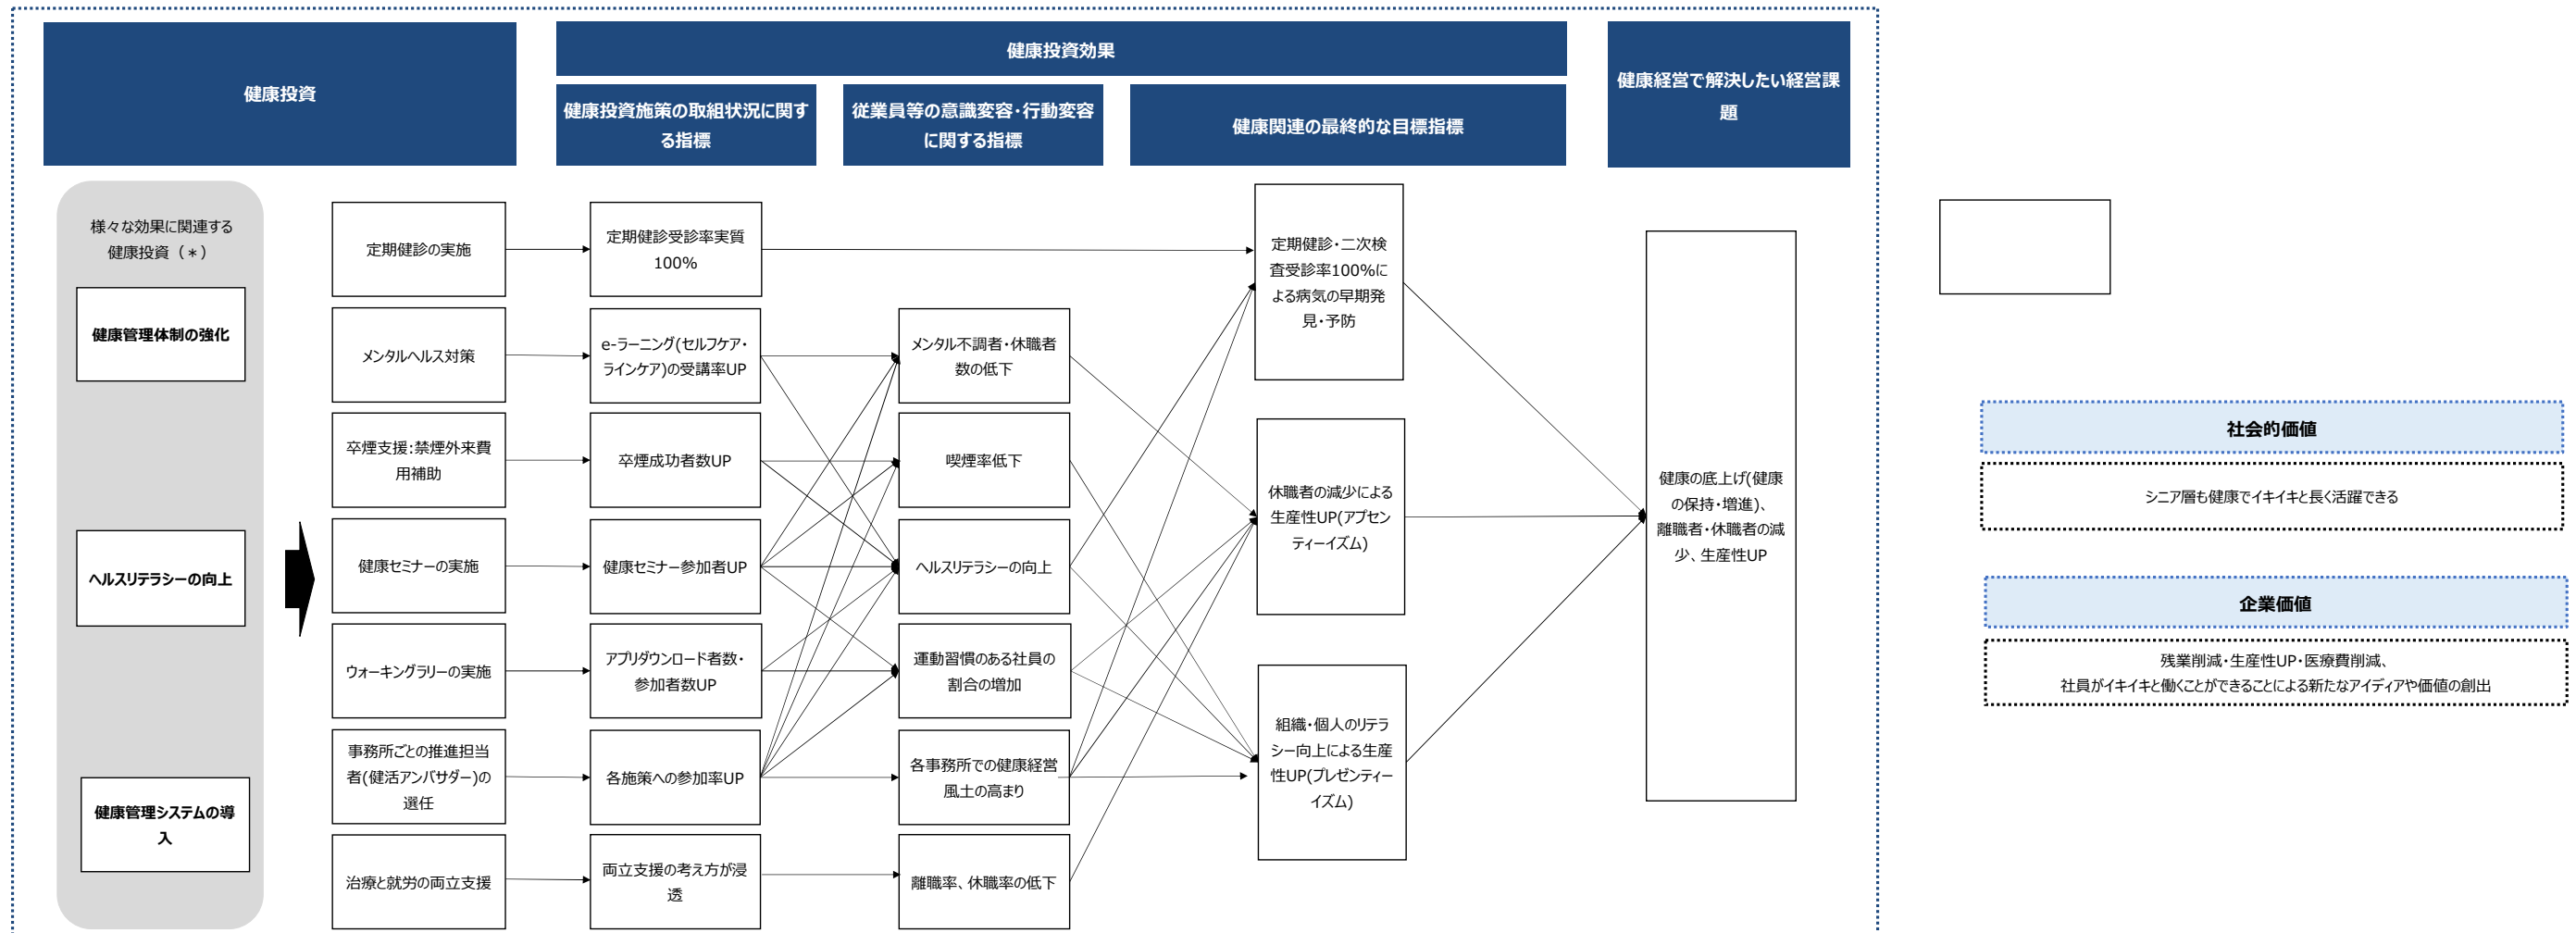 健康投資
健康投資効果
健康経営で解決したい経営課
題
健康投資施策の取組状況に関す
る指標
従業員等の意識変容・行動変容
に関する指標
健康関連の最終的な目標指標
様々な効果に関連する
健康投資（＊）
健康管理体制の強化
ヘルスリテラシーの向上
健康管理システムの導
入
定期健診の実施
メンタルヘルス対策
卒煙支援：禁煙外来費
用補助
健康セミナーの実施
ウォーキングラリーの実施
事務所ごとの推進担当
者(健活アンバサダー)の
選任
治療と就労の両立支援
定期健診受診率実質
100%
e-ラーニング(セルフケア・
ラインケア)の受講率UP
卒煙成功者数UP
健康セミナー参加者UP
アプリダウンロード者数・
参加者数UP
各施策への参加率UP
両立支援の考え方が浸
透
メンタル不調者・休職者
数の低下
喫煙率低下
ヘルスリテラシーの向上
運動習慣のある社員の
割合の増加
各事務所での健康経営
風土の高まり
離職率、休職率の低下
定期健診・二次検
査受診率100%に
よる病気の早期発
見・予防
休職者の減少による
生産性UP(アプセン
ティーイズム)
組織・個人のリテラ
シー向上による生産
性UP(プレゼンティー
イズム)
健康の底上げ(健康
の保持・増進)、
離職者・休職者の減
少、生産性UP
社会的価値
シニア層も健康でイキイキと長く活躍できる
企業価値
残業削減・生産性UP・医療費削減、
社員がイキイキと働くことができることによる新たなアイディアや価値の創出